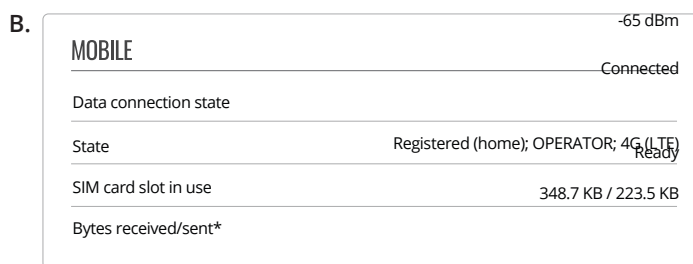 B.
-65 dBm
MOBILE
Connected
Data connection state
State Registered (home); OPERATOR; 4G (LTE)
Ready
SIM card slot in use 348.7 KB / 223.5 KB
Bytes received/sent*